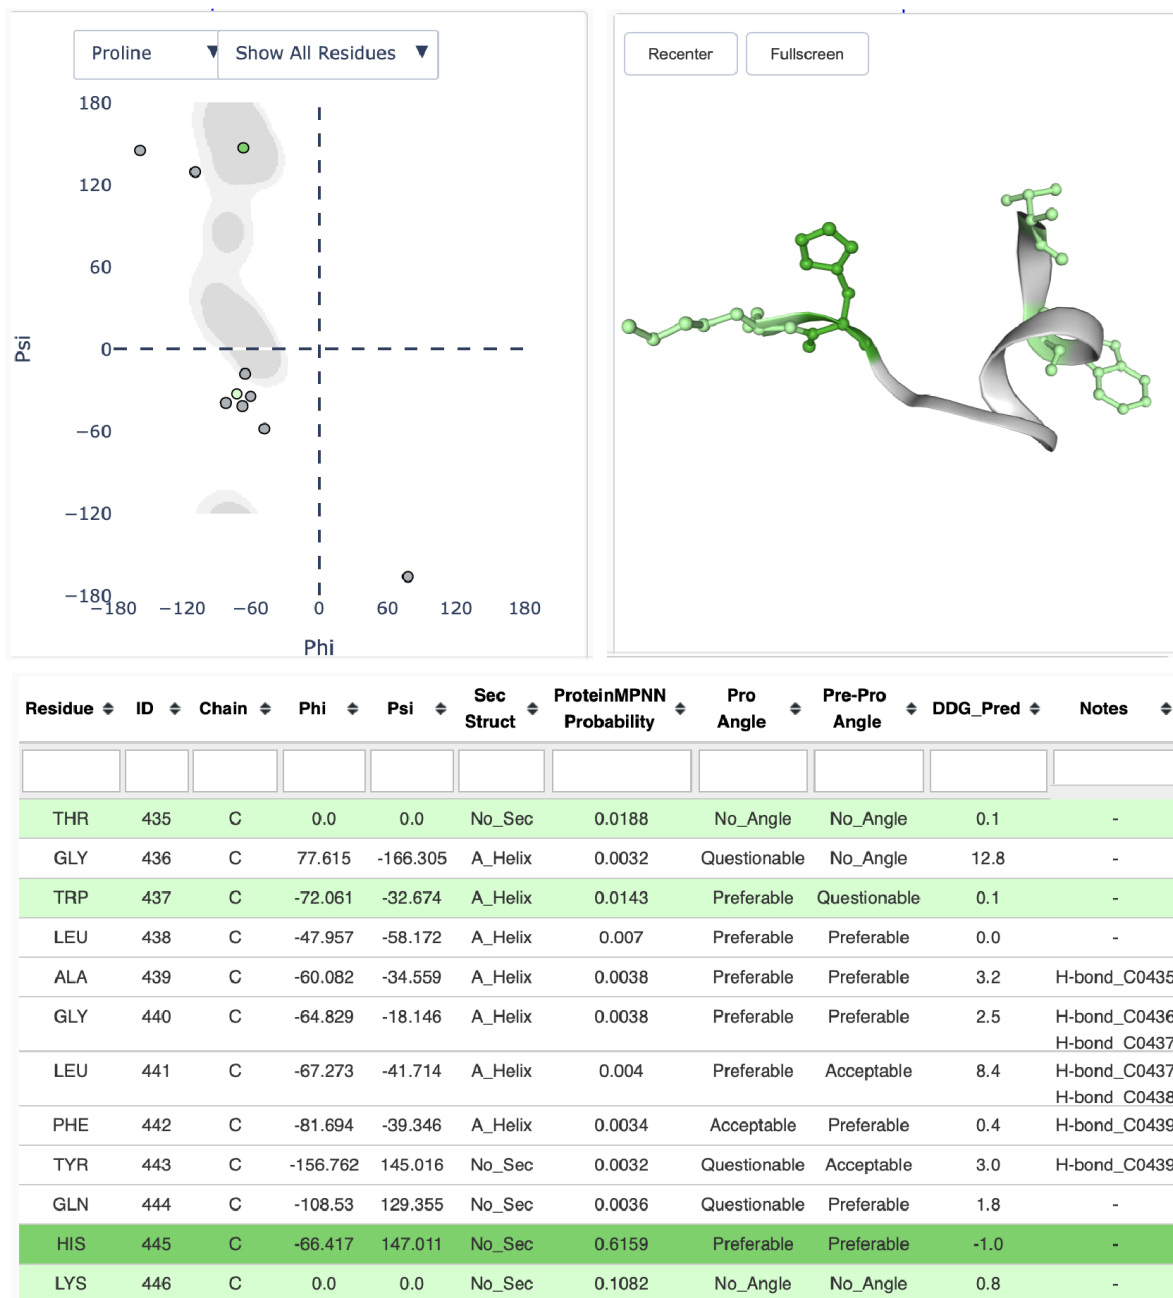 Proline ▼ Show All Residues ▼
Recenter Fullscreen
180
120
60
0
−60
−120
−180
Psi
−180 −120 −60 0 60 120 180
Phi
Residue ID Chain Phi Psi Sec Struct ProteinMPNN Probability Pro Angle Pre-Pro Angle DDG_Pred Notes
THR 435 C 0.0 0.0 No_Sec 0.0188 No_Angle No_Angle 0.1 -
GLY 436 C 77.615 -166.305 A_Helix 0.0032 Questionable No_Angle 12.8 -
TRP 437 C -72.061 -32.674 A_Helix 0.0143 Preferable Questionable 0.1 -
LEU 438 C -47.957 -58.172 A_Helix 0.007 Preferable Preferable 0.0 -
ALA 439 C -60.082 -34.559 A_Helix 0.0038 Preferable Preferable 3.2 H-bond_C0435
GLY 440 C -64.829 -18.146 A_Helix 0.0038 Preferable Preferable 2.5 H-bond_C0436
H-bond_C0437
LEU 441 C -67.273 -41.714 A_Helix 0.004 Preferable Acceptable 8.4 H-bond_C0437
H-bond_C0438
PHE 442 C -81.694 -39.346 A_Helix 0.0034 Acceptable Preferable 0.4 H-bond_C0439
TYR 443 C -156.762 145.016 No_Sec 0.0032 Questionable Acceptable 3.0 H-bond_C0439
GLN 444 C -108.53 129.355 No_Sec 0.0036 Questionable Preferable 1.8 -
HIS 445 C -66.417 147.011 No_Sec 0.6159 Preferable Preferable -1.0 -
LYS 446 C 0.0 0.0 No_Sec 0.1082 No_Angle No_Angle 0.8 -